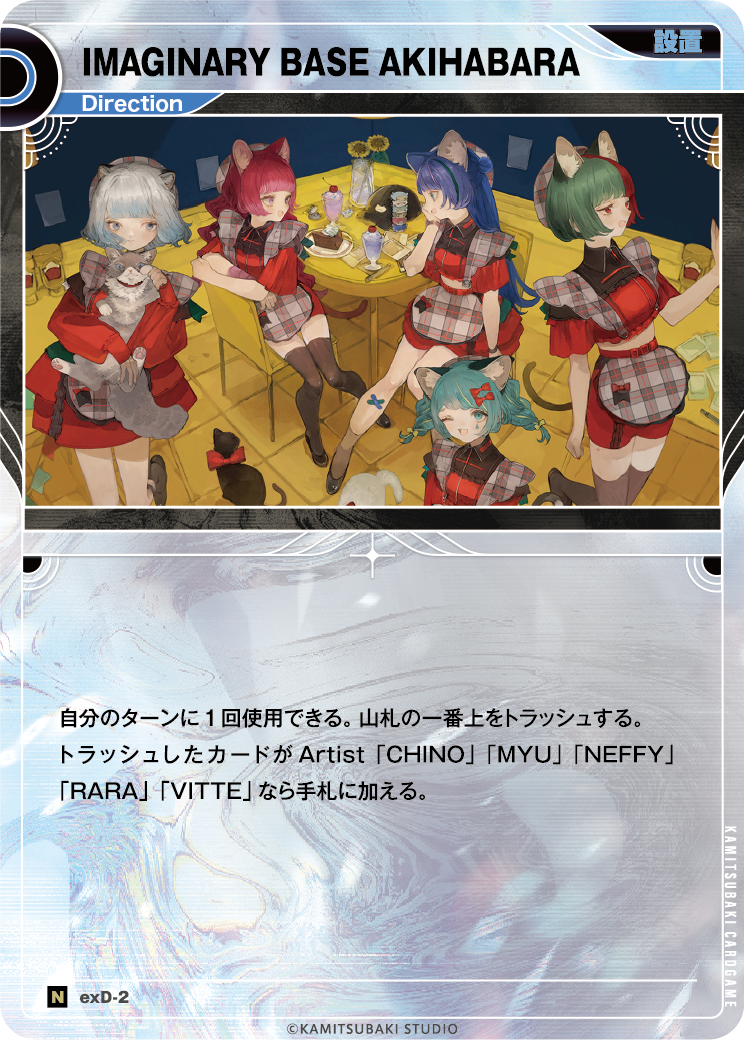 IMAGINARY BASE AKIHABARA
設置
Direction
自分のターンに1回使用できる。山札の一番上をトラッシュする。
トラッシュしたカードがArtist「CHINO」「MYU」「NEFFY」
「RARA」「VITTE」なら手札に加える。
KAMITSUBAKI CARDGAME
N exD-2
©KAMITSUBAKI STUDIO